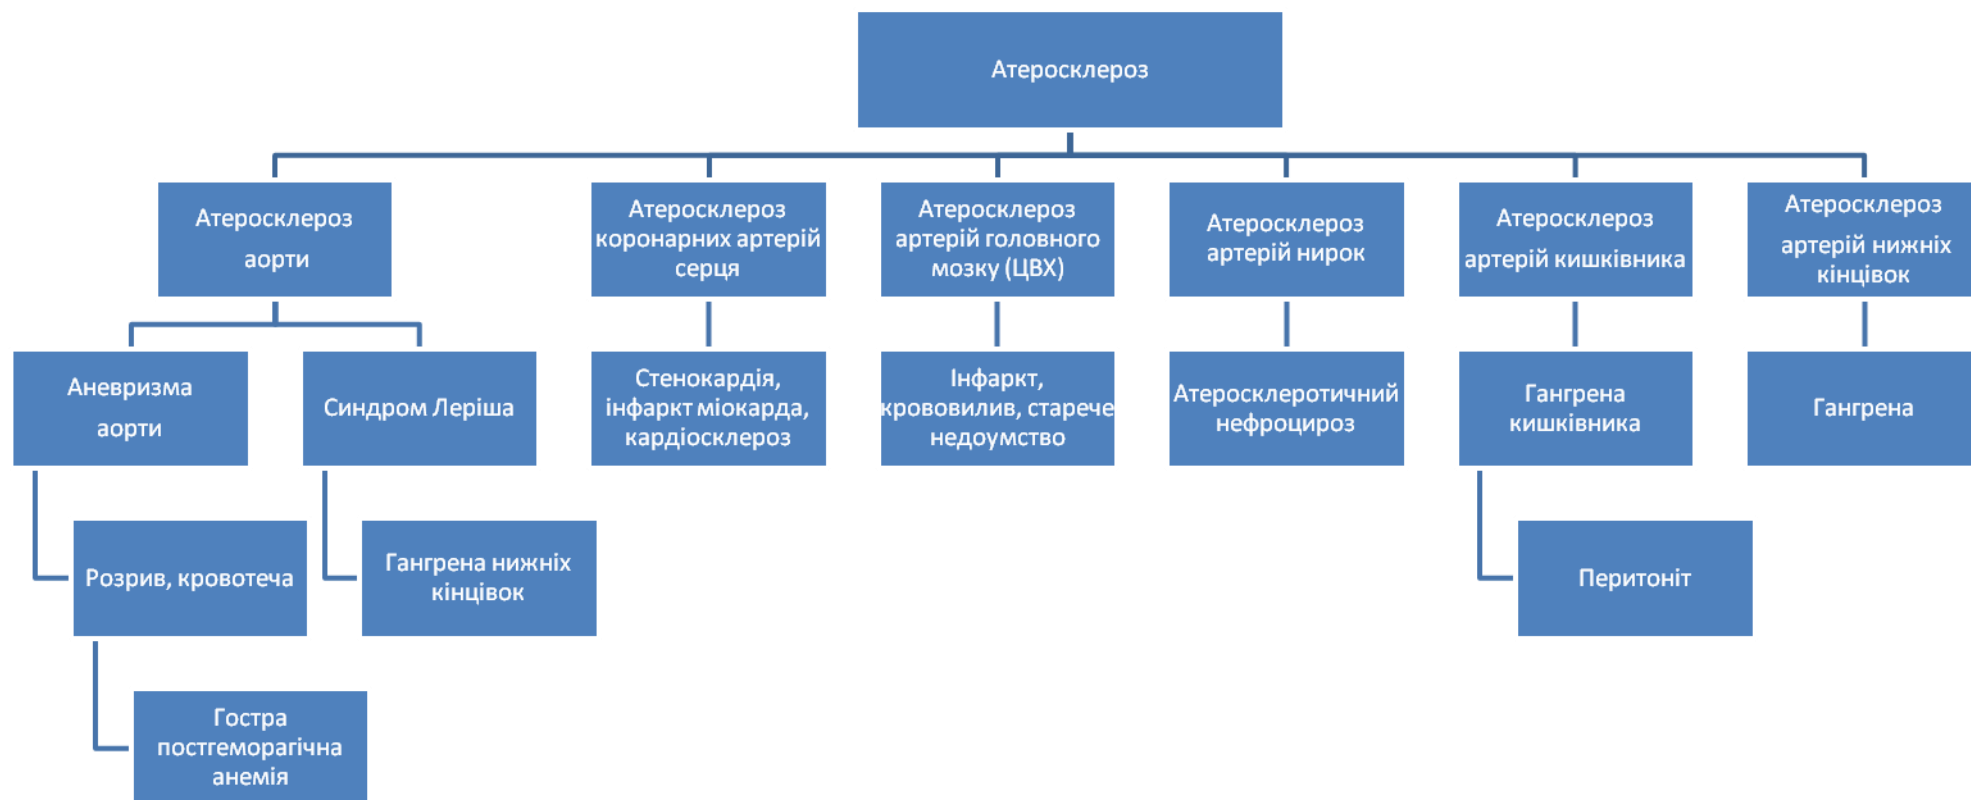 Атеросклероз
Атеросклероз
аорти
Атеросклероз
коронарних артерій
серця
Атеросклероз
артерій головного
мозку (ЦВХ)
Атеросклероз
артерій нирок
Атеросклероз
артерій кишківника
Атеросклероз
артерій нижніх
кінцівок
Аневризма
аорти
Синдром Леріша
Стенокардія,
інфаркт міокарда,
кардіосклероз
Інфаркт,
крововилив, старече
недоумство
Атеросклеротичний
нефроцироз
Гангрена
кишківника
Гангрена
Розрив, кровотеча
Гангрена нижніх
кінцівок
Перитоніт
Гостра
постгеморагічна
анемія